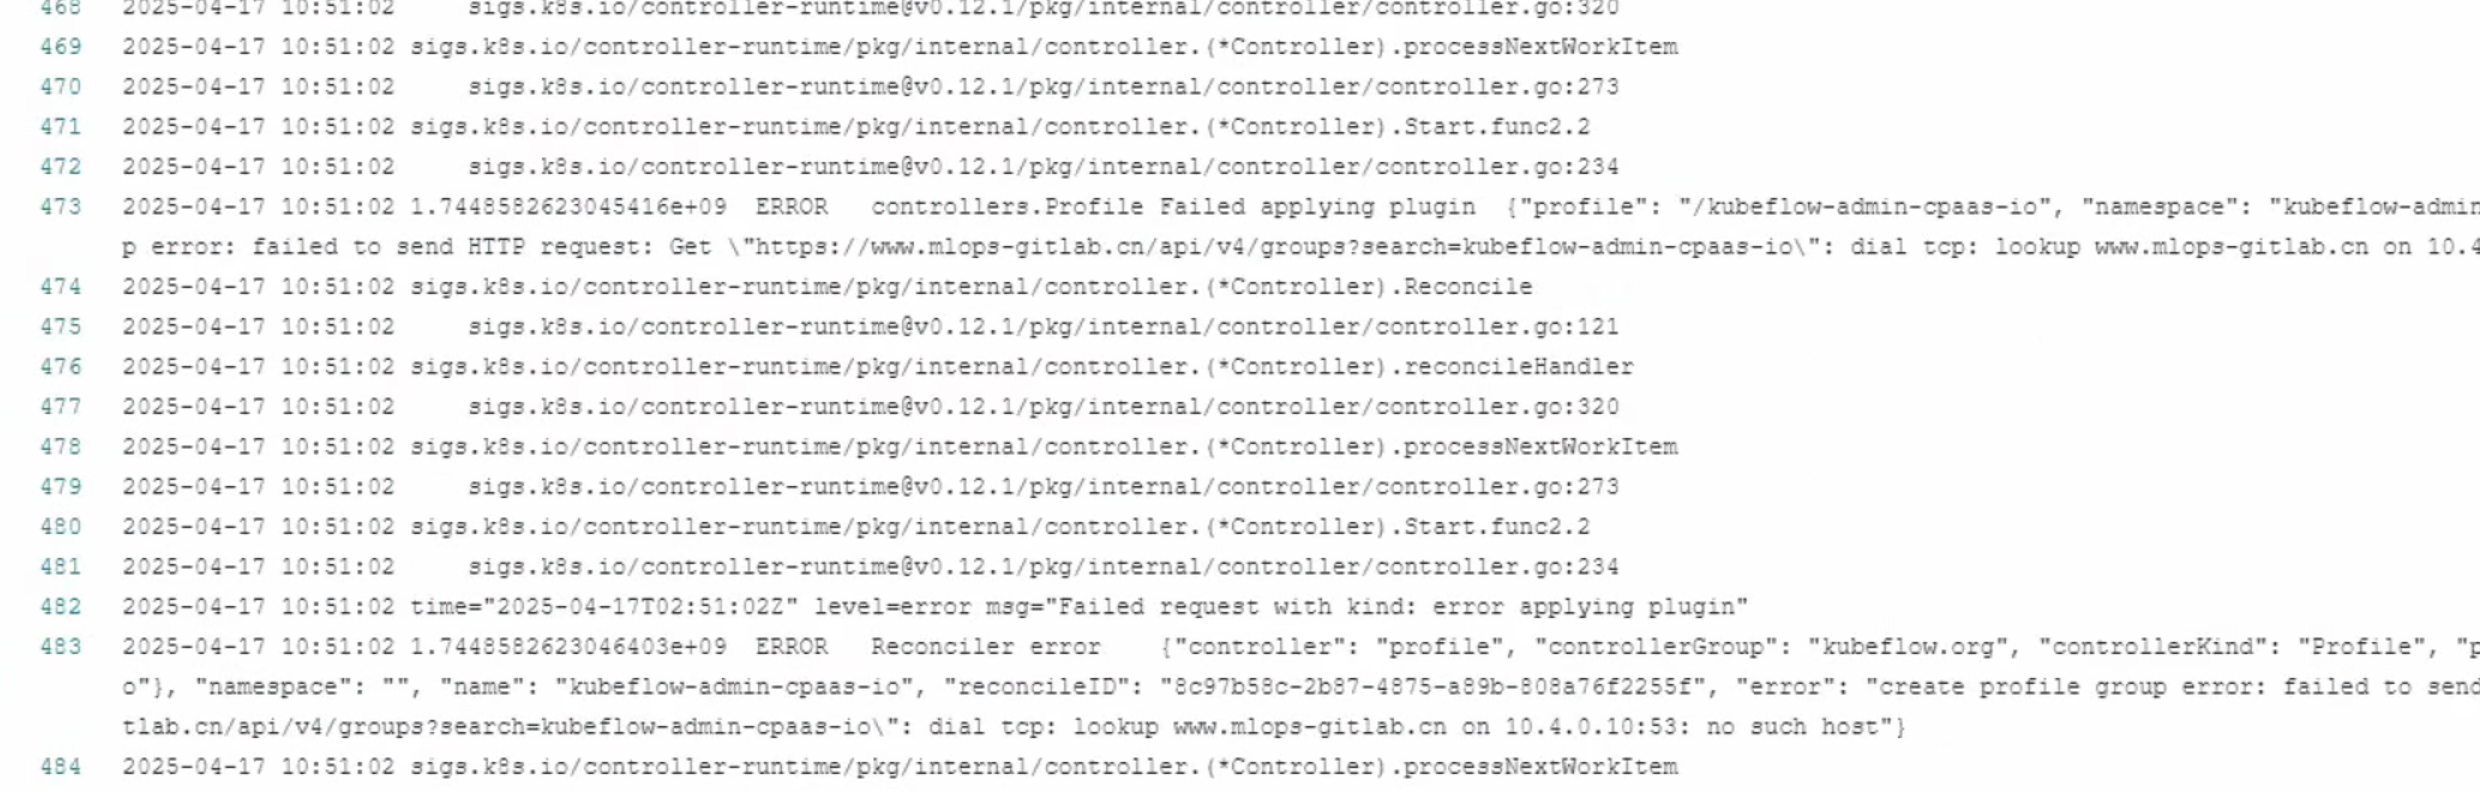 468 2025-04-17 10:51:02 sigs.k8s.io/controller-runtime@v0.12.1/pkg/internal/controller/controller.go:320
469 2025-04-17 10:51:02 sigs.k8s.io/controller-runtime/pkg/internal/controller.(*Controller).processNextWorkItem
470 2025-04-17 10:51:02 sigs.k8s.io/controller-runtime@v0.12.1/pkg/internal/controller/controller.go:273
471 2025-04-17 10:51:02 sigs.k8s.io/controller-runtime/pkg/internal/controller.(*Controller).Start.func2.2
472 2025-04-17 10:51:02 sigs.k8s.io/controller-runtime@v0.12.1/pkg/internal/controller/controller.go:234
473 2025-04-17 10:51:02 1.7448582623045416e+09 ERROR controllers.Profile Failed applying plugin {"profile": "/kubeflow-admin-cpaas-io", "namespace": "kubeflow-admin
p error: failed to send HTTP request: Get \"https://www.mlops-gitlab.cn/api/v4/groups?search=kubeflow-admin-cpaas-io\": dial tcp: lookup www.mlops-gitlab.cn on 10.4
474 2025-04-17 10:51:02 sigs.k8s.io/controller-runtime/pkg/internal/controller.(*Controller).Reconcile
475 2025-04-17 10:51:02 sigs.k8s.io/controller-runtime@v0.12.1/pkg/internal/controller/controller.go:121
476 2025-04-17 10:51:02 sigs.k8s.io/controller-runtime/pkg/internal/controller.(*Controller).reconcileHandler
477 2025-04-17 10:51:02 sigs.k8s.io/controller-runtime@v0.12.1/pkg/internal/controller/controller.go:320
478 2025-04-17 10:51:02 sigs.k8s.io/controller-runtime/pkg/internal/controller.(*Controller).processNextWorkItem
479 2025-04-17 10:51:02 sigs.k8s.io/controller-runtime@v0.12.1/pkg/internal/controller/controller.go:273
480 2025-04-17 10:51:02 sigs.k8s.io/controller-runtime/pkg/internal/controller.(*Controller).Start.func2.2
481 2025-04-17 10:51:02 sigs.k8s.io/controller-runtime@v0.12.1/pkg/internal/controller/controller.go:234
482 2025-04-17 10:51:02 time="2025-04-17T02:51:02Z" level=error msg="Failed request with kind: error applying plugin"
483 2025-04-17 10:51:02 1.7448582623046403e+09 ERROR Reconciler error {"controller": "profile", "controllerGroup": "kubeflow.org", "controllerKind": "Profile", "p
o"}, "namespace": "", "name": "kubeflow-admin-cpaas-io", "reconcileID": "8c97b58c-2b87-4875-a89b-808a76f2255f", "error": "create profile group error: failed to send
tlab.cn/api/v4/groups?search=kubeflow-admin-cpaas-io\": dial tcp: lookup www.mlops-gitlab.cn on 10.4.0.10:53: no such host"}
484 2025-04-17 10:51:02 sigs.k8s.io/controller-runtime/pkg/internal/controller.(*Controller).processNextWorkItem